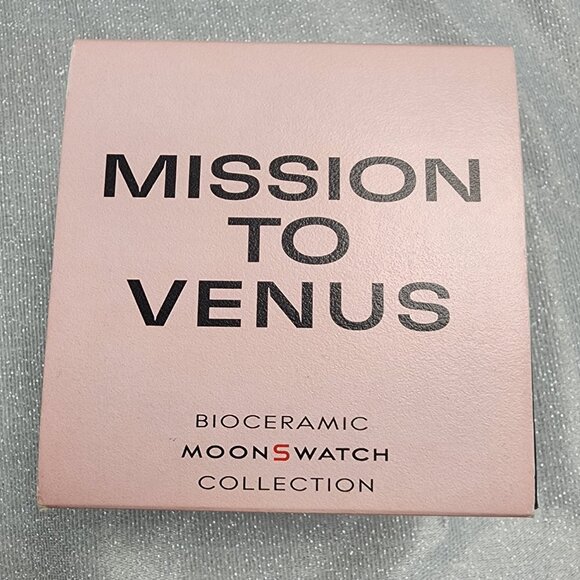 MISSION
TO
VENUS
BIOCERAMIC
MOONSWATCH
COLLECTION